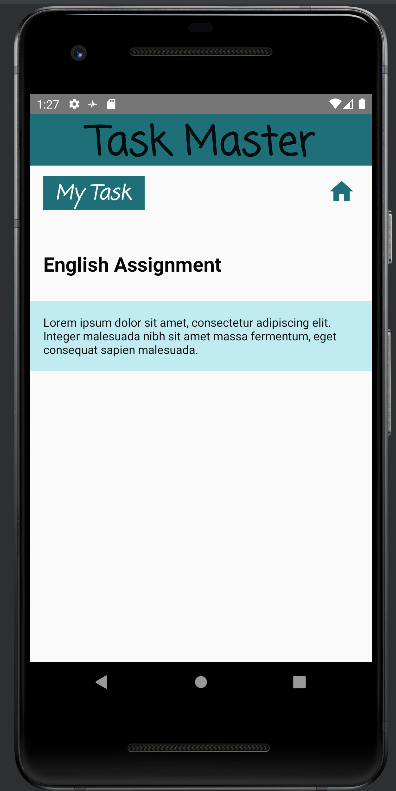 1:27
Task Master
My Task
English Assignment
Lorem ipsum dolor sit amet, consectetur adipiscing elit.
Integer malesuada nibh sit amet massa fermentum, eget
consequat sapien malesuada.